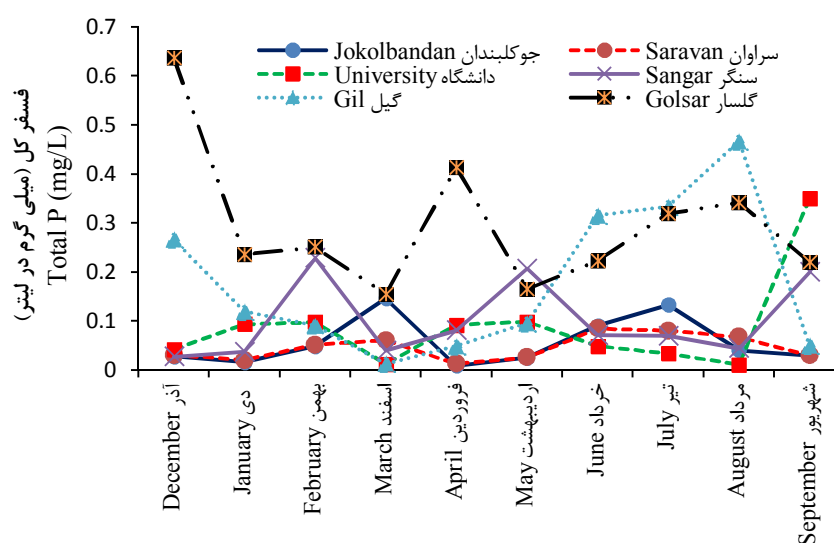 0.7
0.6
0.5
0.4
0.3
0.2
0.1
0
فسفر کل (میلی گرم در لیتر)
Total P (mg/L)
Jokolbandan جوکلبندان
Saravan سراوان
University دانشگاه
Sangar سنگر
Gil گیل
Golsar گلسار
December آذر
January دی
February بهمن
March اسفند
April فروردین
May اردیبهشت
June خرداد
July تیر
August مرداد
September شهریور